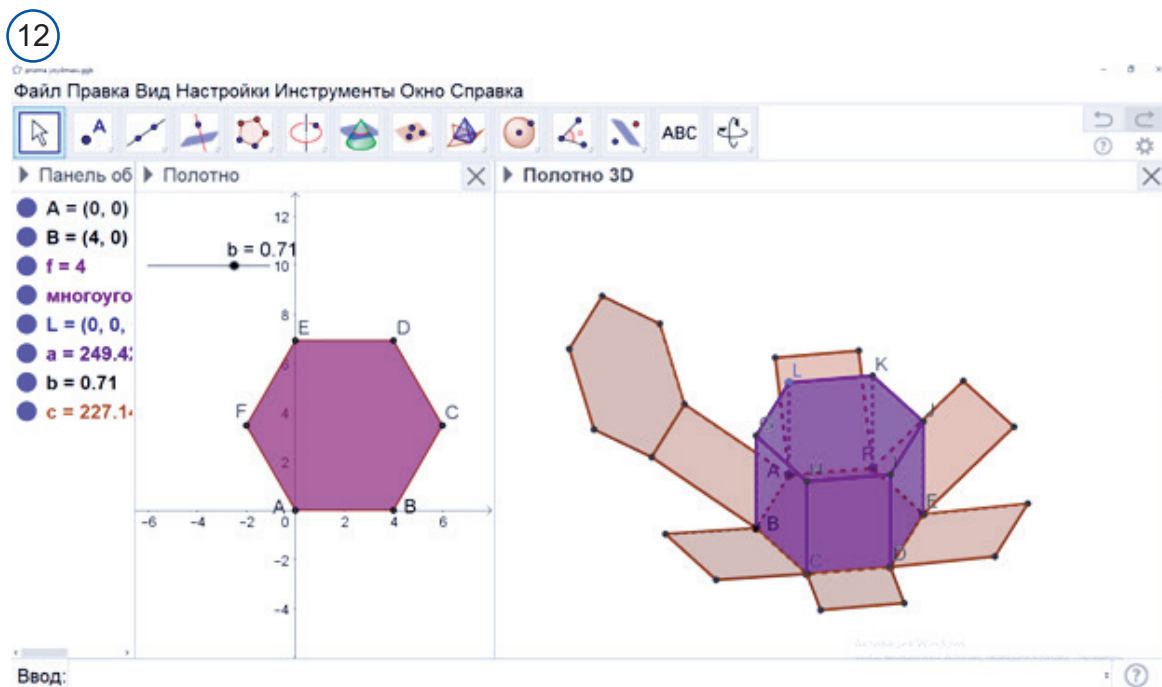 12
Файл Правка Вид Настройки Инструменты Окно Справка
A
ABC
Панель об
Полотно
Полотно 3D
A = (0, 0)
B = (4, 0)
f = 4
многоуго
L = (0, 0,
a = 249.4
b = 0.71
c = 227.14
b = 0.71
12
10
8
6
4
2
0
−2
−4
−6 −4 −2 2 4 6
E D
F C
A B
L K
G J
H I
A R
B E
C D
Ввод: